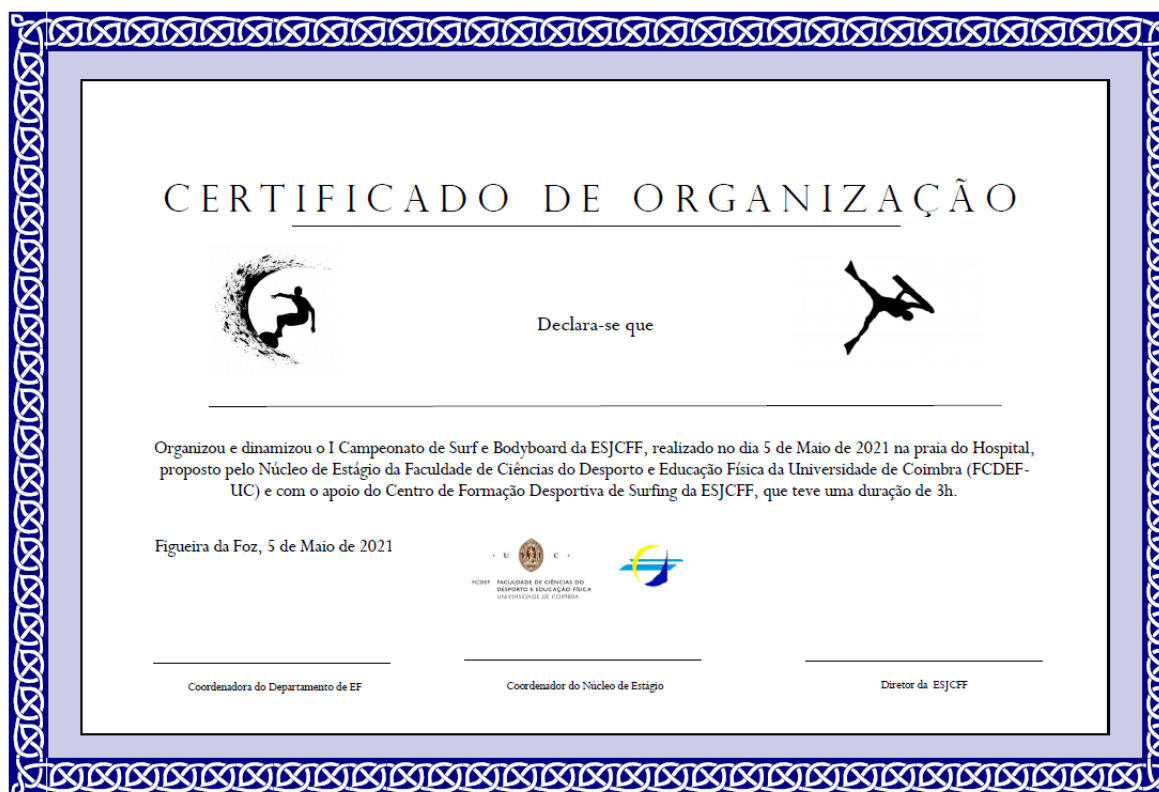 CERTIFICADO DE ORGANIZAÇÃO
Declara-se que
Organizou e dinamizou o I Campeonato de Surf e Bodyboard da ESJCFF, realizado no dia 5 de Maio de 2021 na praia do Hospital,
proposto pelo Núcleo de Estágio da Faculdade de Ciências do Desporto e Educação Física da Universidade de Coimbra (FCDEF-
UC) e com o apoio do Centro de Formação Desportiva de Surfing da ESJCFF, que teve uma duração de 3h.
Figueira da Foz, 5 de Maio de 2021
· U C ·
FCDEF FACULDADE DE CIÊNCIAS DO
DESPORTO E EDUCAÇÃO FÍSICA
UNIVERSIDADE DE COIMBRA
Coordenadora do Departamento de EF
Coordenador do Núcleo de Estágio
Diretor da ESJCFF